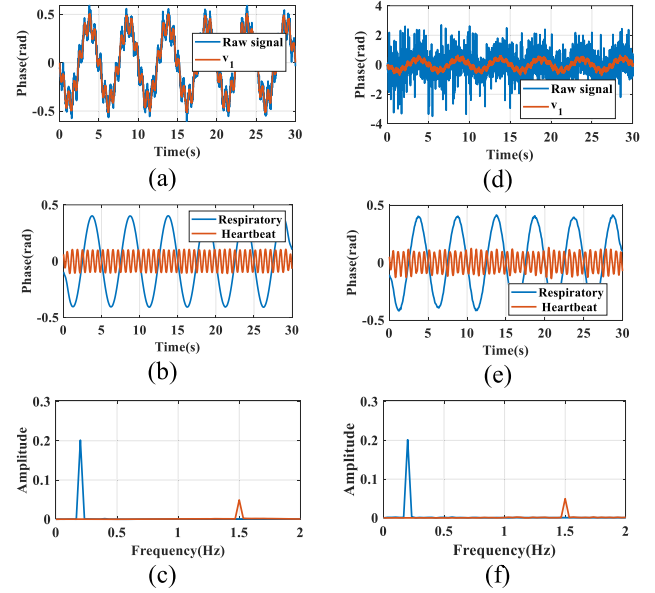 Phase(rad)
0.5
0
-0.5
Raw signal
v1
0 5 10 15 20 25 30
Time(s)
(a)
Phase(rad)
4
2
0
-2
-4
Raw signal
v1
0 5 10 15 20 25 30
Time(s)
(d)
Phase(rad)
0.5
0
-0.5
Respiratory
Heartbeat
0 5 10 15 20 25 30
Time(s)
(b)
Phase(rad)
0.5
0
-0.5
Respiratory
Heartbeat
0 5 10 15 20 25 30
Time(s)
(e)
Amplitude
0.3
0.2
0.1
0
0 0.5 1 1.5 2
Frequency(Hz)
(c)
Amplitude
0.3
0.2
0.1
0
0 0.5 1 1.5 2
Frequency(Hz)
(f)